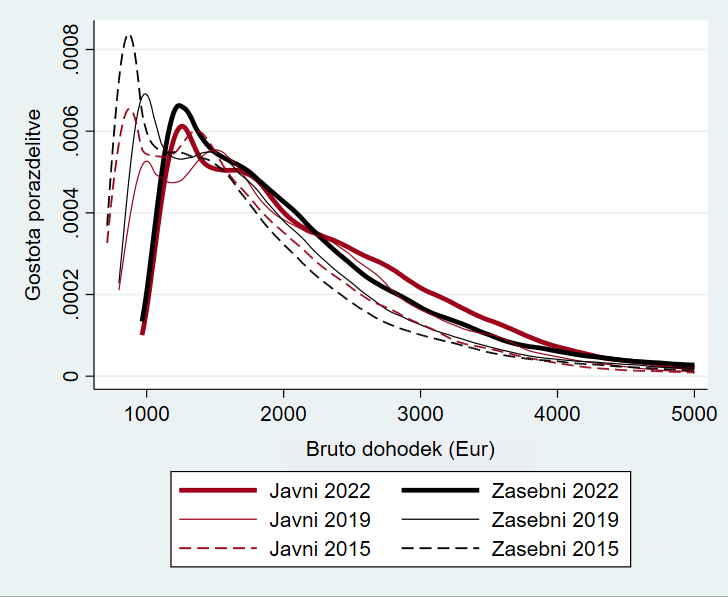 .0008
.0006
.0004
.0002
0
Gostota porazdelitve
1000 2000 3000 4000 5000
Bruto dohodek (Eur)
Javni 2022 Zasebni 2022
Javni 2019 Zasebni 2019
Javni 2015 Zasebni 2015